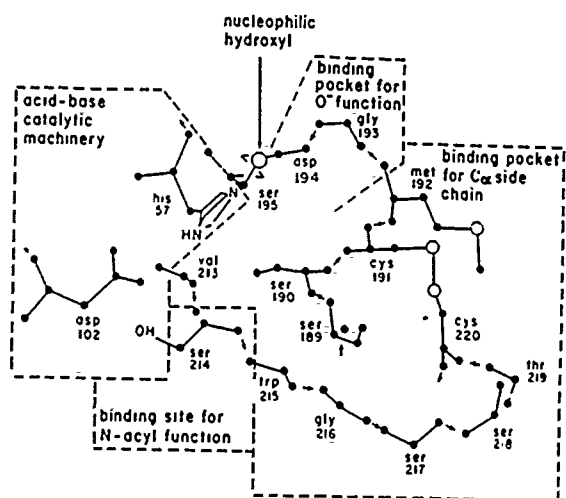 nucleophilic
hydroxyl
binding
pocket for
O⁻ function
acid-base
catalytic
machinery
gly
193
asp
194
binding pocket
for Cα side
chain
met
192
his
57
N
ser
195
HN
val
213
cys
191
ser
190
asp
102
OH
ser
214
ser
189
cys
220
thr
219
trp
215
binding site for
N-acyl function
gly
216
ser
217
ser
218